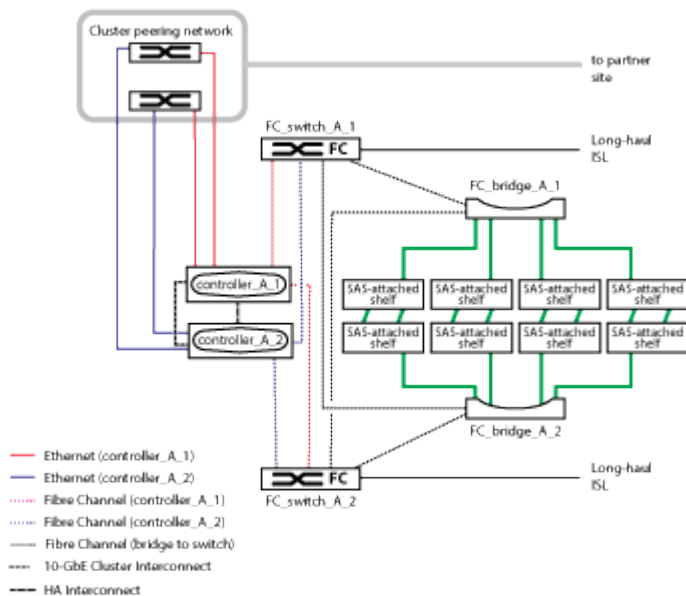 Cluster peering network
to partner
site
FC_switch_A_1
FC
Long-haul
ISL
FC_bridge_A_1
controller_A_1
controller_A_2
SAS-attached
shelf
SAS-attached
shelf
SAS-attached
shelf
SAS-attached
shelf
SAS-attached
shelf
SAS-attached
shelf
SAS-attached
shelf
SAS-attached
shelf
FC_bridge_A_2
FC
FC_switch_A_2
Long-haul
ISL
Ethernet (controller_A_1)
Ethernet (controller_A_2)
Fibre Channel (controller_A_1)
Fibre Channel (controller_A_2)
Fibre Channel (bridge to switch)
10-GbE Cluster Interconnect
HA Interconnect